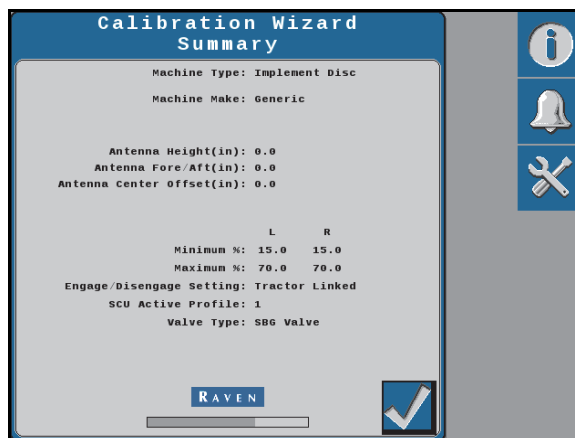 Calibration Wizard
Summary
Machine Type: Implement Disc
Machine Make: Generic
Antenna Height(in): 0.0
Antenna Fore/Aft(in): 0.0
Antenna Center Offset(in): 0.0
L R
Minimum %: 15.0 15.0
Maximum %: 70.0 70.0
Engage/Disengage Setting: Tractor Linked
SCU Active Profile: 1
Valve Type: SBG Valve
RAVEN